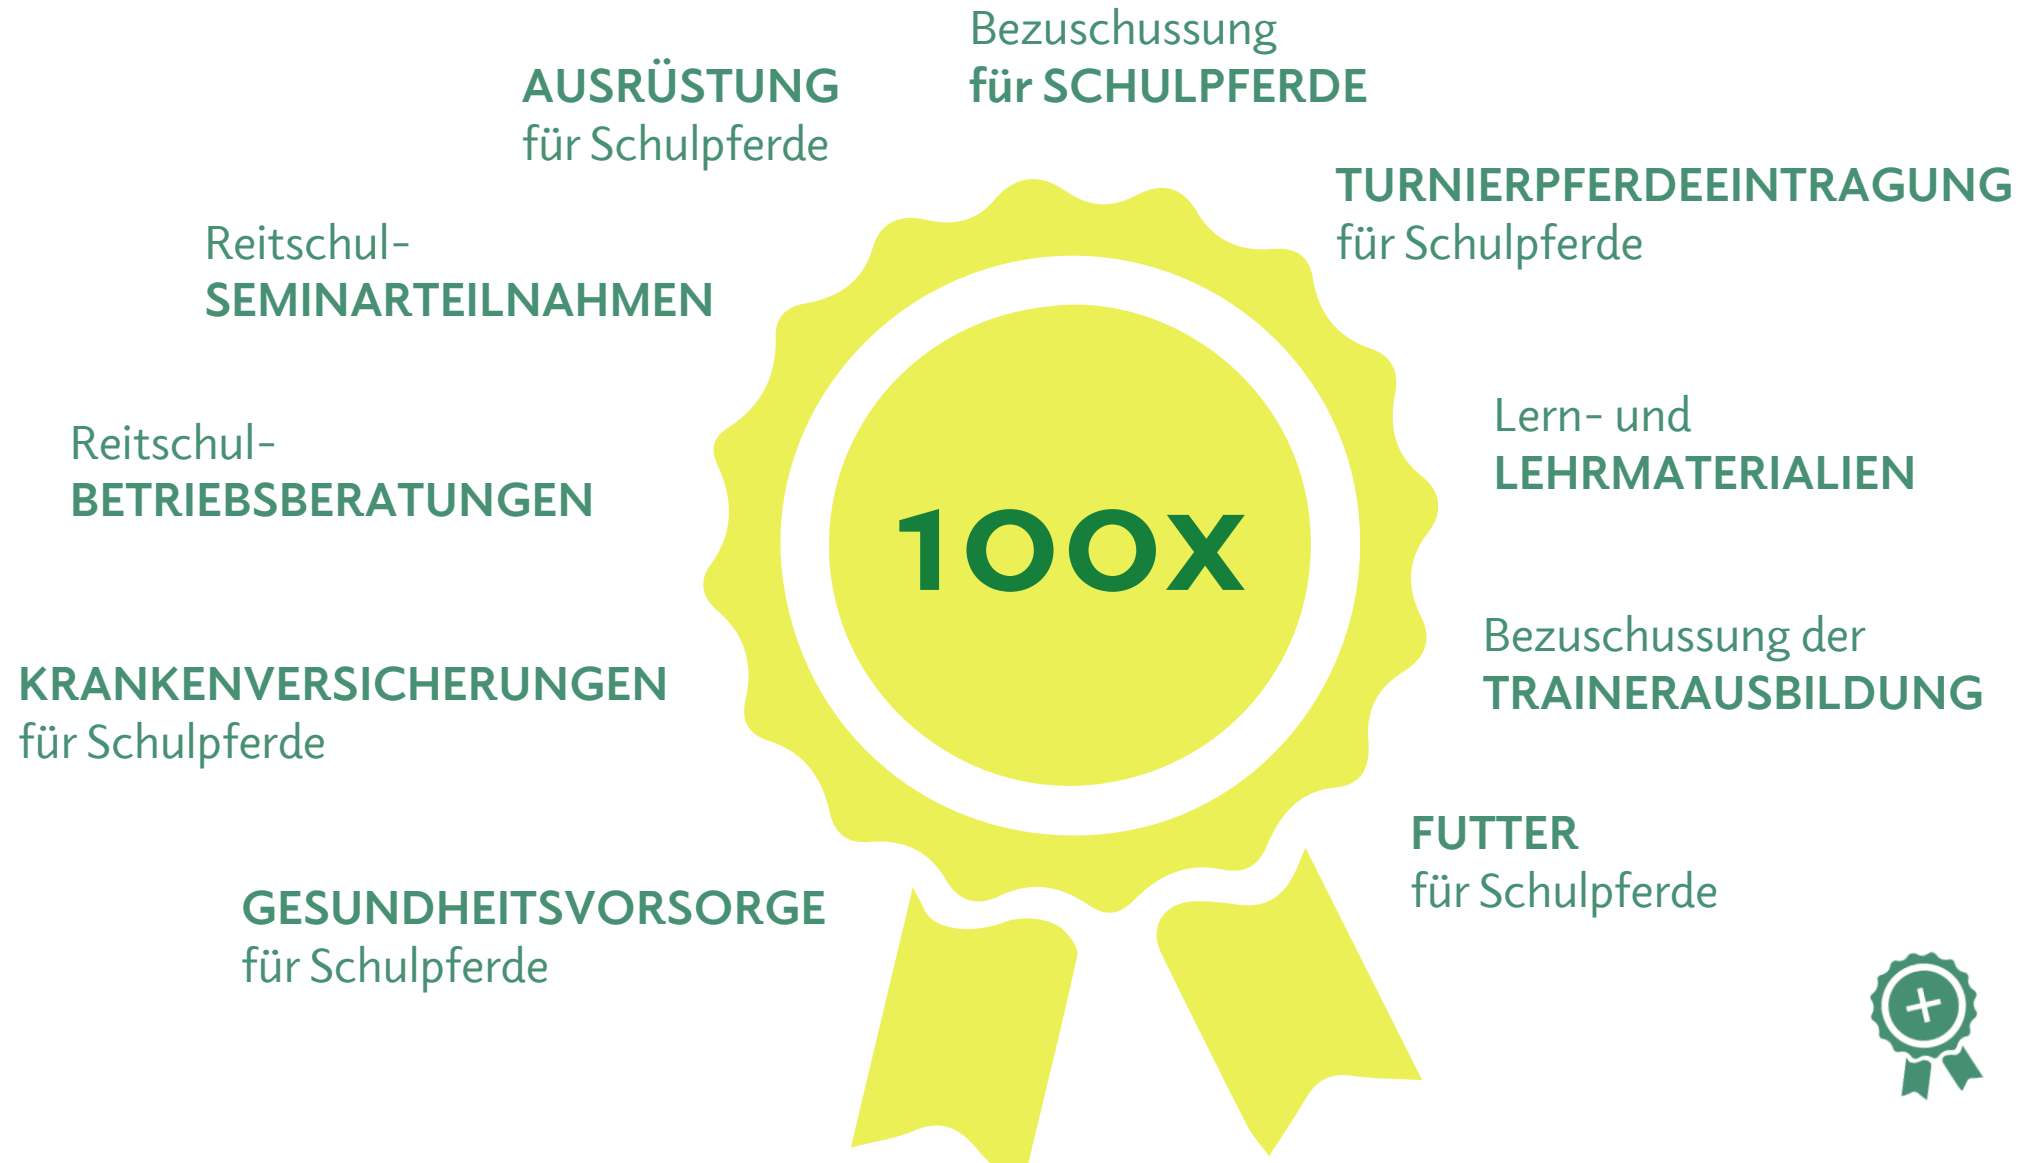 Bezuschussung
für SCHULPFERDE
AUSRÜSTUNG
für Schulpferde
TURNIERPFERDEEINTRAGUNG
für Schulpferde
Reitschul-
SEMINARTEILNAHMEN
Lern- und
LEHRMATERIALIEN
Reitschul-
BETRIEBSBERATUNGEN
100X
Bezuschussung der
TRAINERAUSBILDUNG
KRANKENVERSICHERUNGEN
für Schulpferde
FUTTER
für Schulpferde
GESUNDHEITSVORSORGE
für Schulpferde